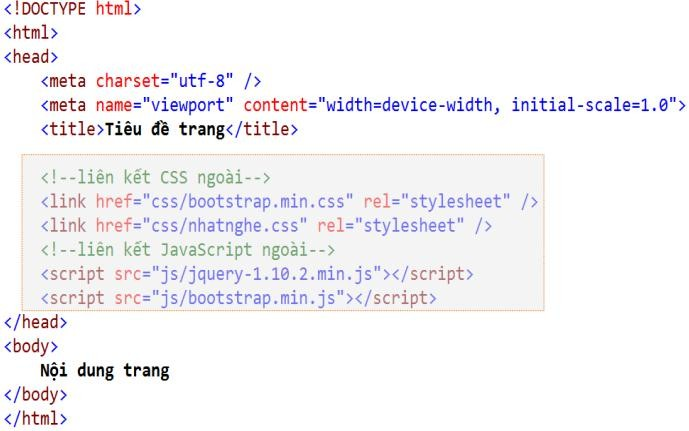 <!DOCTYPE html>
<html>
<head>
<meta charset="utf-8" />
<meta name="viewport" content="width=device-width, initial-scale=1.0">
<title>Tiêu đề trang</title>
<!--liên kết CSS ngoài-->
<link href="css/bootstrap.min.css" rel="stylesheet" />
<link href="css/nhatnghe.css" rel="stylesheet" />
<!--liên kết JavaScript ngoài-->
<script src="js/jquery-1.10.2.min.js"></script>
<script src="js/bootstrap.min.js"></script>
</head>
<body>
Nội dung trang
</body>
</html>